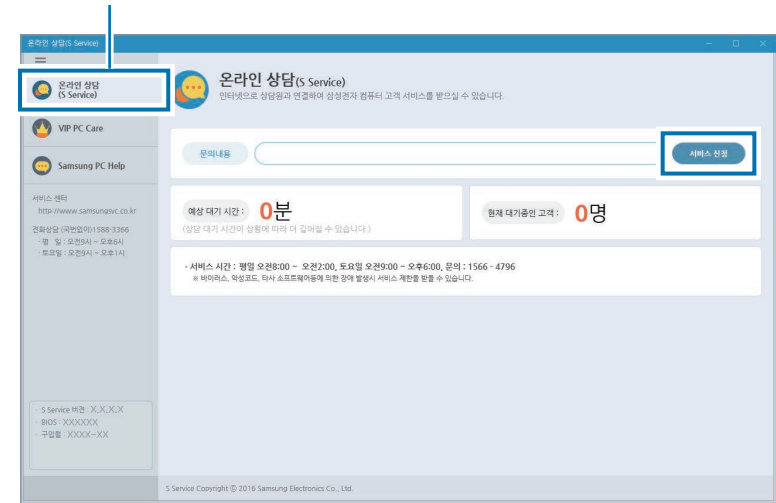 온라인 상담(S Service)
온라인 상담
(S Service)
VIP PC Care
Samsung PC Help
서비스 센터
http://www.samsungsvc.co.kr
전화상담 (국번없이)1588-3366
· 평 일 : 오전9시 ~ 오후6시
· 토요일 : 오전9시 ~ 오후1시
· S Service 버전 : X.X.X.X
· BIOS : XXXXXX
· 구입월 : XXXX-XX
온라인 상담(S Service)
인터넷으로 상담원과 연결하여 삼성전자 컴퓨터 고객 서비스를 받으실 수 있습니다.
문의내용
서비스 신청
예상 대기 시간 : 0분
(상담 대기 시간이 상황에 따라 더 길어질 수 있습니다.)
현재 대기중인 고객 : 0명
· 서비스 시간 : 평일 오전8:00 ~ 오전2:00, 토요일 오전9:00 ~ 오후6:00, 문의 : 1566 - 4796
※ 바이러스, 악성코드, 타사 소프트웨어등에 의한 장애 발생시 서비스 제한를 받를 수 있습니다.
S Service Copyright ⓒ 2016 Samsung Electronics Co., Ltd.